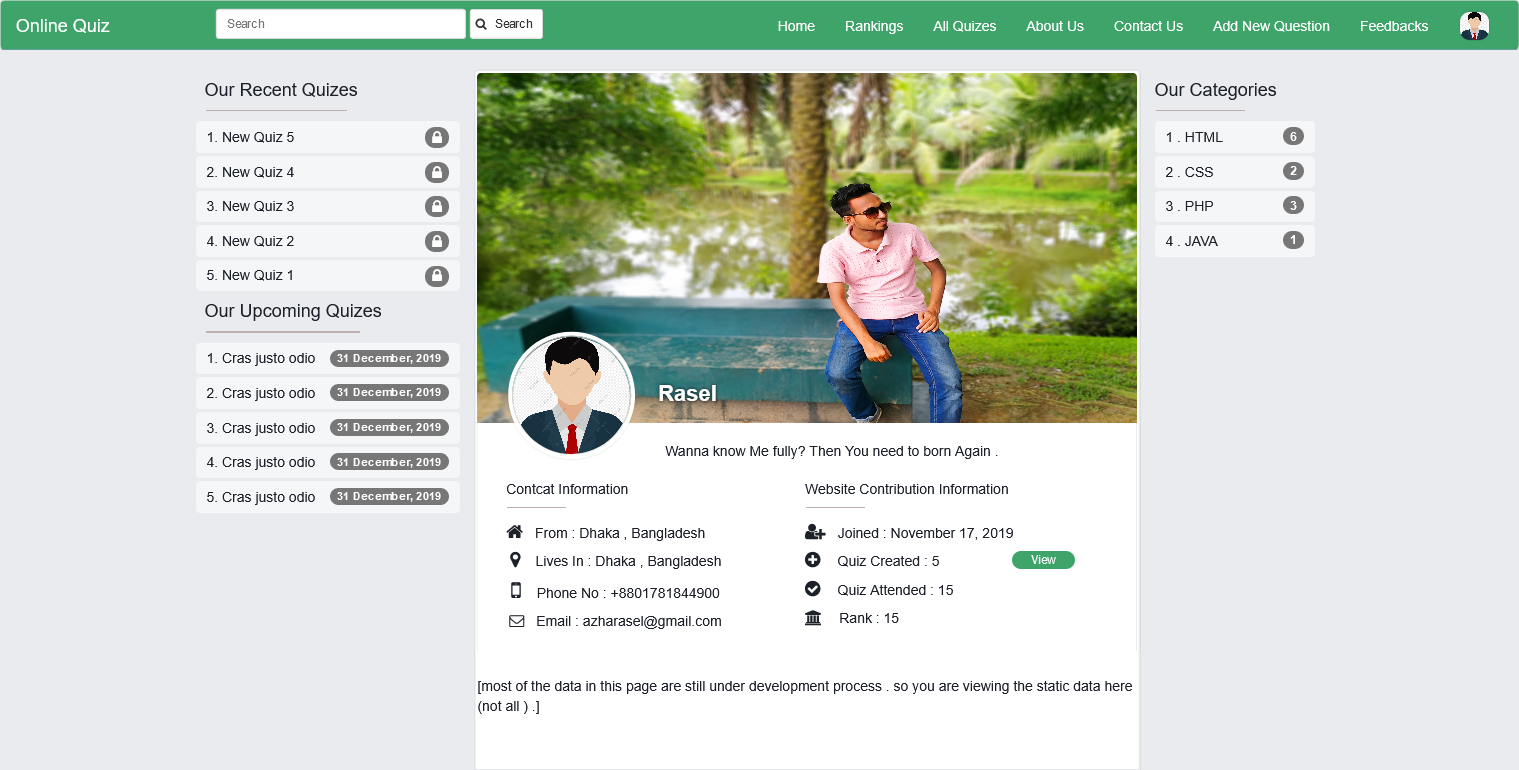 Online Quiz
Search
Search
Home
Rankings
All Quizes
About Us
Contact Us
Add New Question
Feedbacks
Our Recent Quizes
1. New Quiz 5
2. New Quiz 4
3. New Quiz 3
4. New Quiz 2
5. New Quiz 1
Our Upcoming Quizes
1. Cras justo odio 31 December, 2019
2. Cras justo odio 31 December, 2019
3. Cras justo odio 31 December, 2019
4. Cras justo odio 31 December, 2019
5. Cras justo odio 31 December, 2019
Rasel
Wanna know Me fully? Then You need to born Again .
Contcat Information
From : Dhaka , Bangladesh
Lives In : Dhaka , Bangladesh
Phone No : +8801781844900
Email : azharasel@gmail.com
Website Contribution Information
Joined : November 17, 2019
Quiz Created : 5 View
Quiz Attended : 15
Rank : 15
[most of the data in this page are still under development process . so you are viewing the static data here
(not all ) .]
Our Categories
1 . HTML 6
2 . CSS 2
3 . PHP 3
4 . JAVA 1